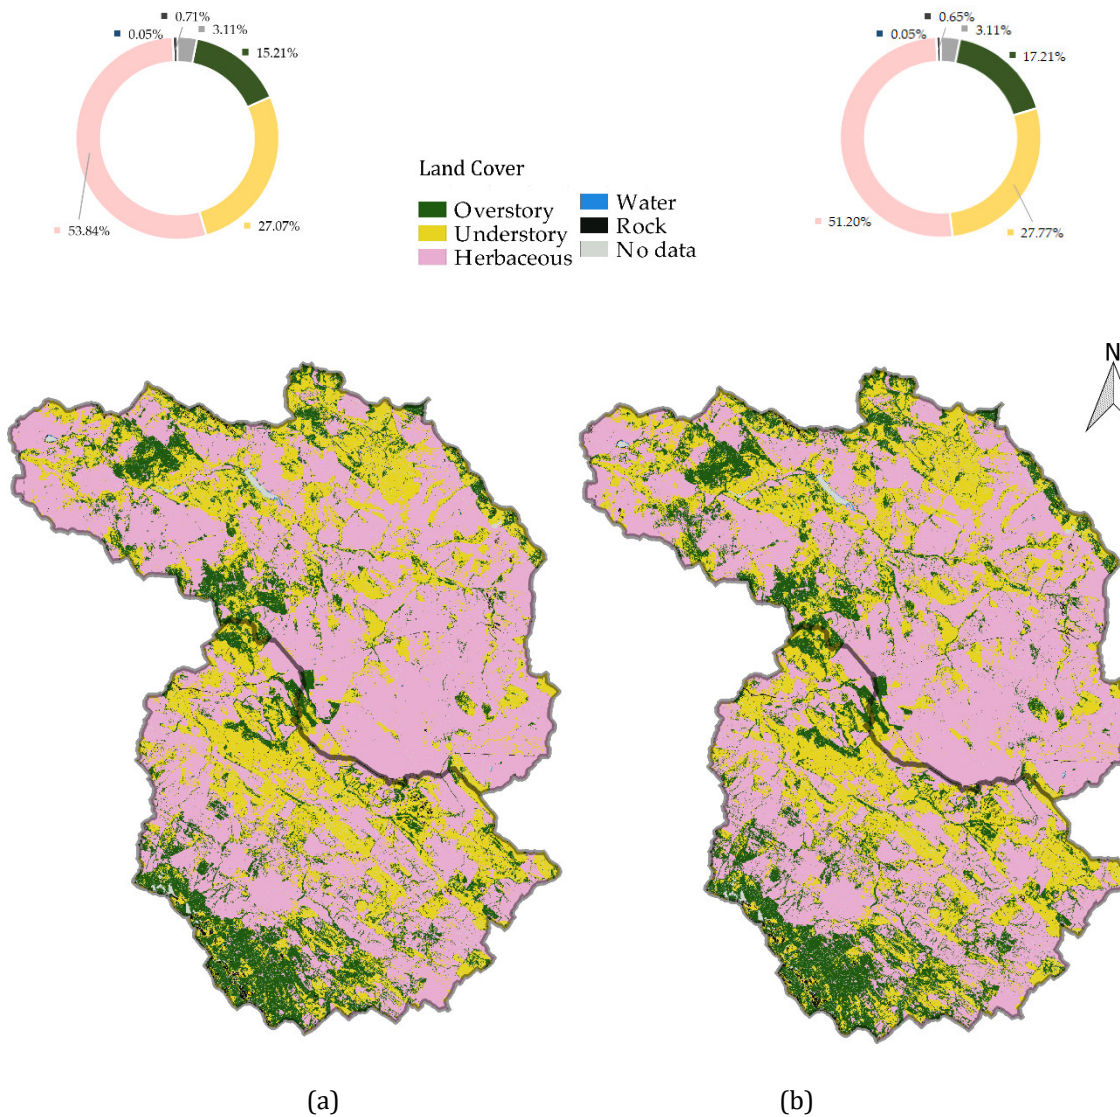 0.71%
0.65%
0.05%
3.11%
0.05%
3.11%
15.21%
17.21%
Land Cover
Overstory
Water
Understory
Rock
Herbaceous
No data
53.84%
27.07%
51.20%
27.77%
N
(a)
(b)